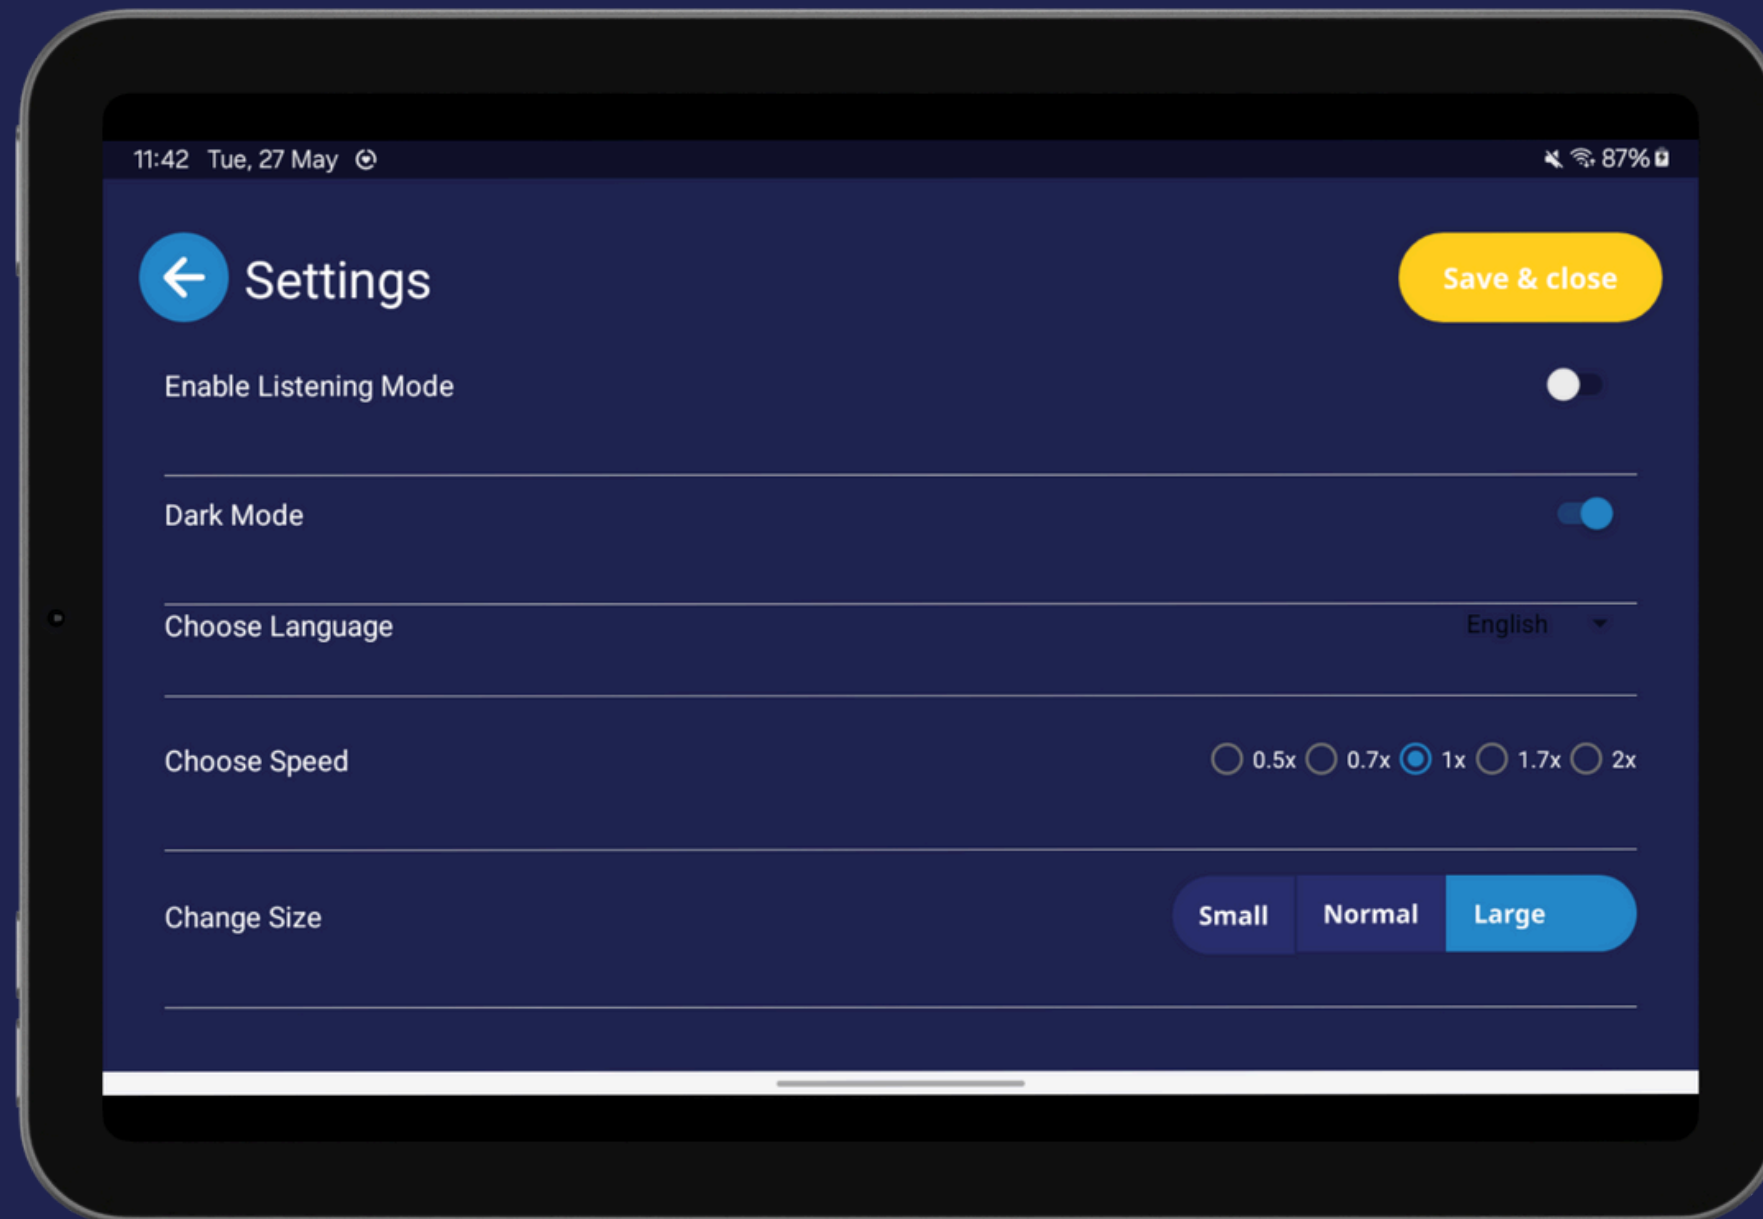 11:42 Tue, 27 May 87%
Settings Save & close
Enable Listening Mode
Dark Mode
Choose Language English
Choose Speed 0.5x 0.7x 1x 1.7x 2x
Change Size Small Normal Large